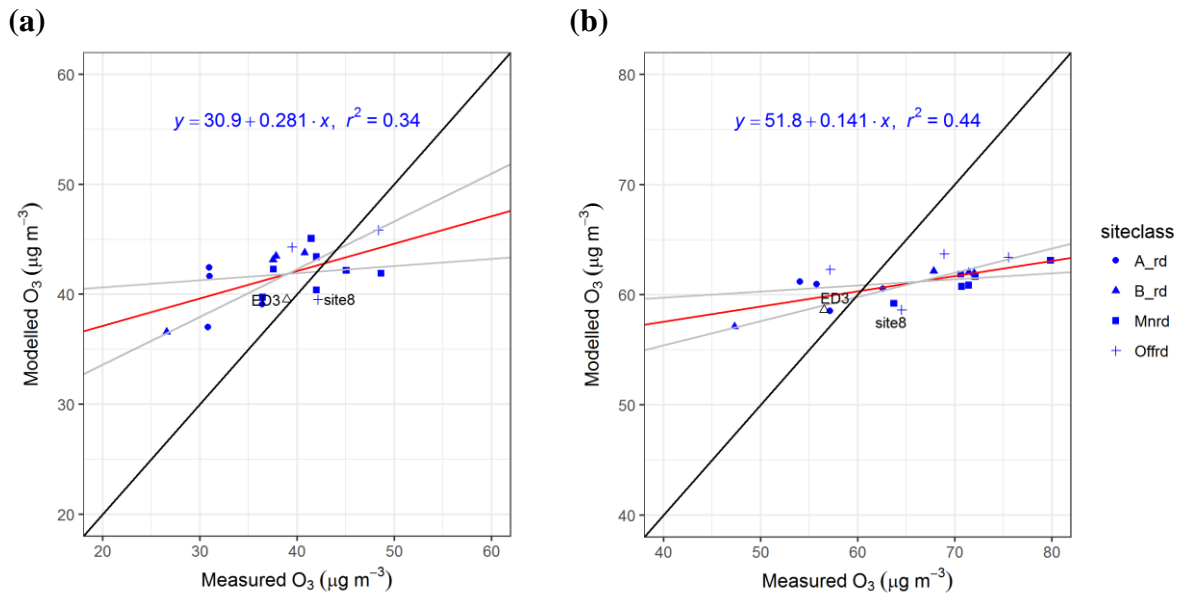 (a)
60
50
40
30
20
y = 30.9 + 0.281 · x, r² = 0.34
ED3
site8
20 30 40 50 60
Measured O₃ (μg m⁻³)
Modelled O₃ (μg m⁻³)
(b)
80
70
60
50
40
y = 51.8 + 0.141 · x, r² = 0.44
ED3
site8
40 50 60 70 80
Measured O₃ (μg m⁻³)
Modelled O₃ (μg m⁻³)
siteclass
A_rd
B_rd
Mnrd
Offrd